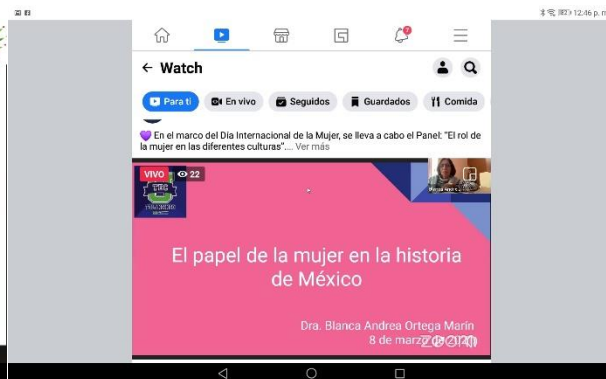 12:46 p. m
7
Watch
Para ti
En vivo
Seguidos
Guardados
Comida
💜 En el marco del Día Internacional de la Mujer, se lleva a cabo el Panel: "El rol de
la mujer en las diferentes culturas".... Ver más
VIVO 22
El papel de la mujer en la historia
de México
Dra. Blanca Andrea Ortega Marín
8 de marzo de
zoom